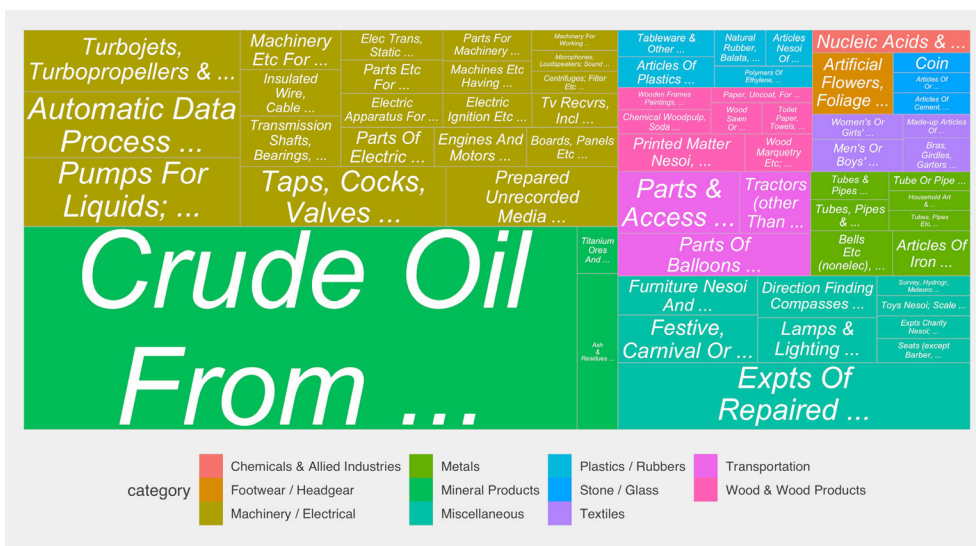 Turbojets,
Turbopropellers & ...
Automatic Data
Process ...
Pumps For
Liquids; ...
Machinery
Etc For ...
Insulated
Wire,
Cable ...
Transmission
Shafts,
Bearings, ...
Elec Trans,
Static ...
Parts Etc
For ...
Electric
Apparatus For ...
Parts Of
Electric ...
Parts For
Machinery ...
Machines Etc
Having ...
Electric
Ignition Etc ...
Engines And
Motors ...
Machinery For
Working ...
Microphones;
Loudspeakers; Sound ...
Centrifuges; Filter
Etc ...
Tv Recvrs,
Incl ...
Boards, Panels
Etc ...
Taps, Cocks,
Valves ...
Prepared
Unrecorded
Media ...
Crude Oil
From ...
Titanium
Ores
And ...
Ash
&
Residues ...
Tableware &
Other ...
Articles Of
Plastics ...
Natural
Rubber,
Balata, ...
Articles
Nesoi
Of ...
Polymers Of
Ethylene, ...
Wooden Frames
Paintings, ...
Chemical Woodpulp,
Soda ...
Paper, Uncoat, For ...
Wood
Sawn
Or ...
Toilet
Paper,
Towels, ...
Printed Matter
Nesoi, ...
Wood
Marquetry
Etc; ...
Parts &
Access ...
Tractors
(other
Than ...
Parts Of
Balloons ...
Nucleic Acids & ...
Artificial
Flowers,
Foliage ...
Coin
Articles Of
Or ...
Articles Of
Cement, ...
Women's Or
Girls' ...
Men's Or
Boys' ...
Made-up Articles
Of ...
Bras,
Girdles,
Garters ...
Tubes &
Pipes ...
Tubes, Pipes
& ...
Tube Or Pipe ...
Household Art
& ...
Tubes, Pipes
Etc, ...
Bells
Etc
(nonelec), ...
Articles Of
Iron ...
Furniture Nesoi
And ...
Festive,
Carnival Or ...
Direction Finding
Compasses ...
Lamps &
Lighting ...
Survey, Hydrogr,
Meteoro ...
Toys Nesoi; Scale ...
Expts Charity
Nesoi; ...
Seats (except
Barber, ...
Expts Of
Repaired ...
category
Chemicals & Allied Industries
Footwear / Headgear
Machinery / Electrical
Metals
Mineral Products
Miscellaneous
Plastics / Rubbers
Stone / Glass
Textiles
Transportation
Wood & Wood Products